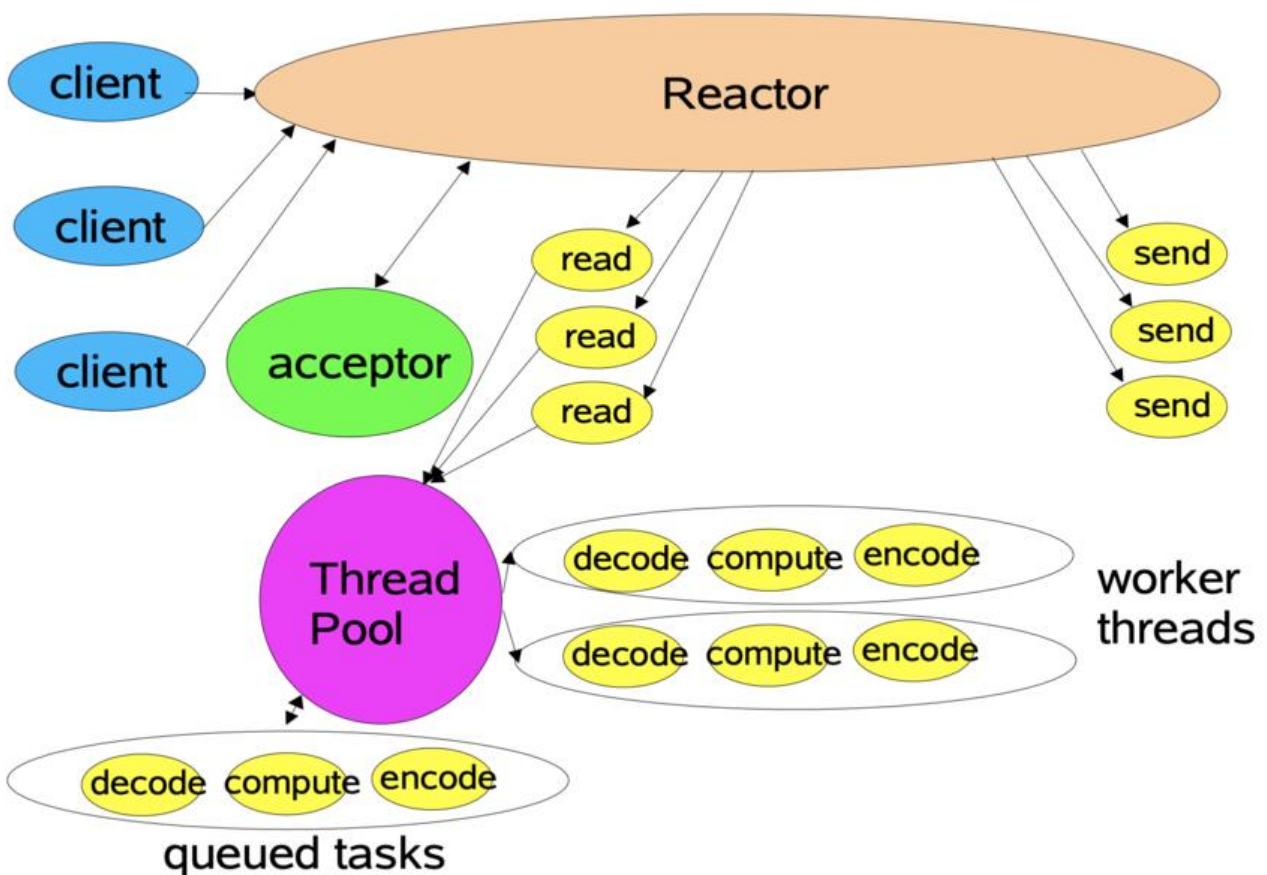 client
Reactor
client
client
acceptor
read
read
read
send
send
send
Thread
Pool
decode compute encode
decode compute encode
worker
threads
decode compute encode
queued tasks